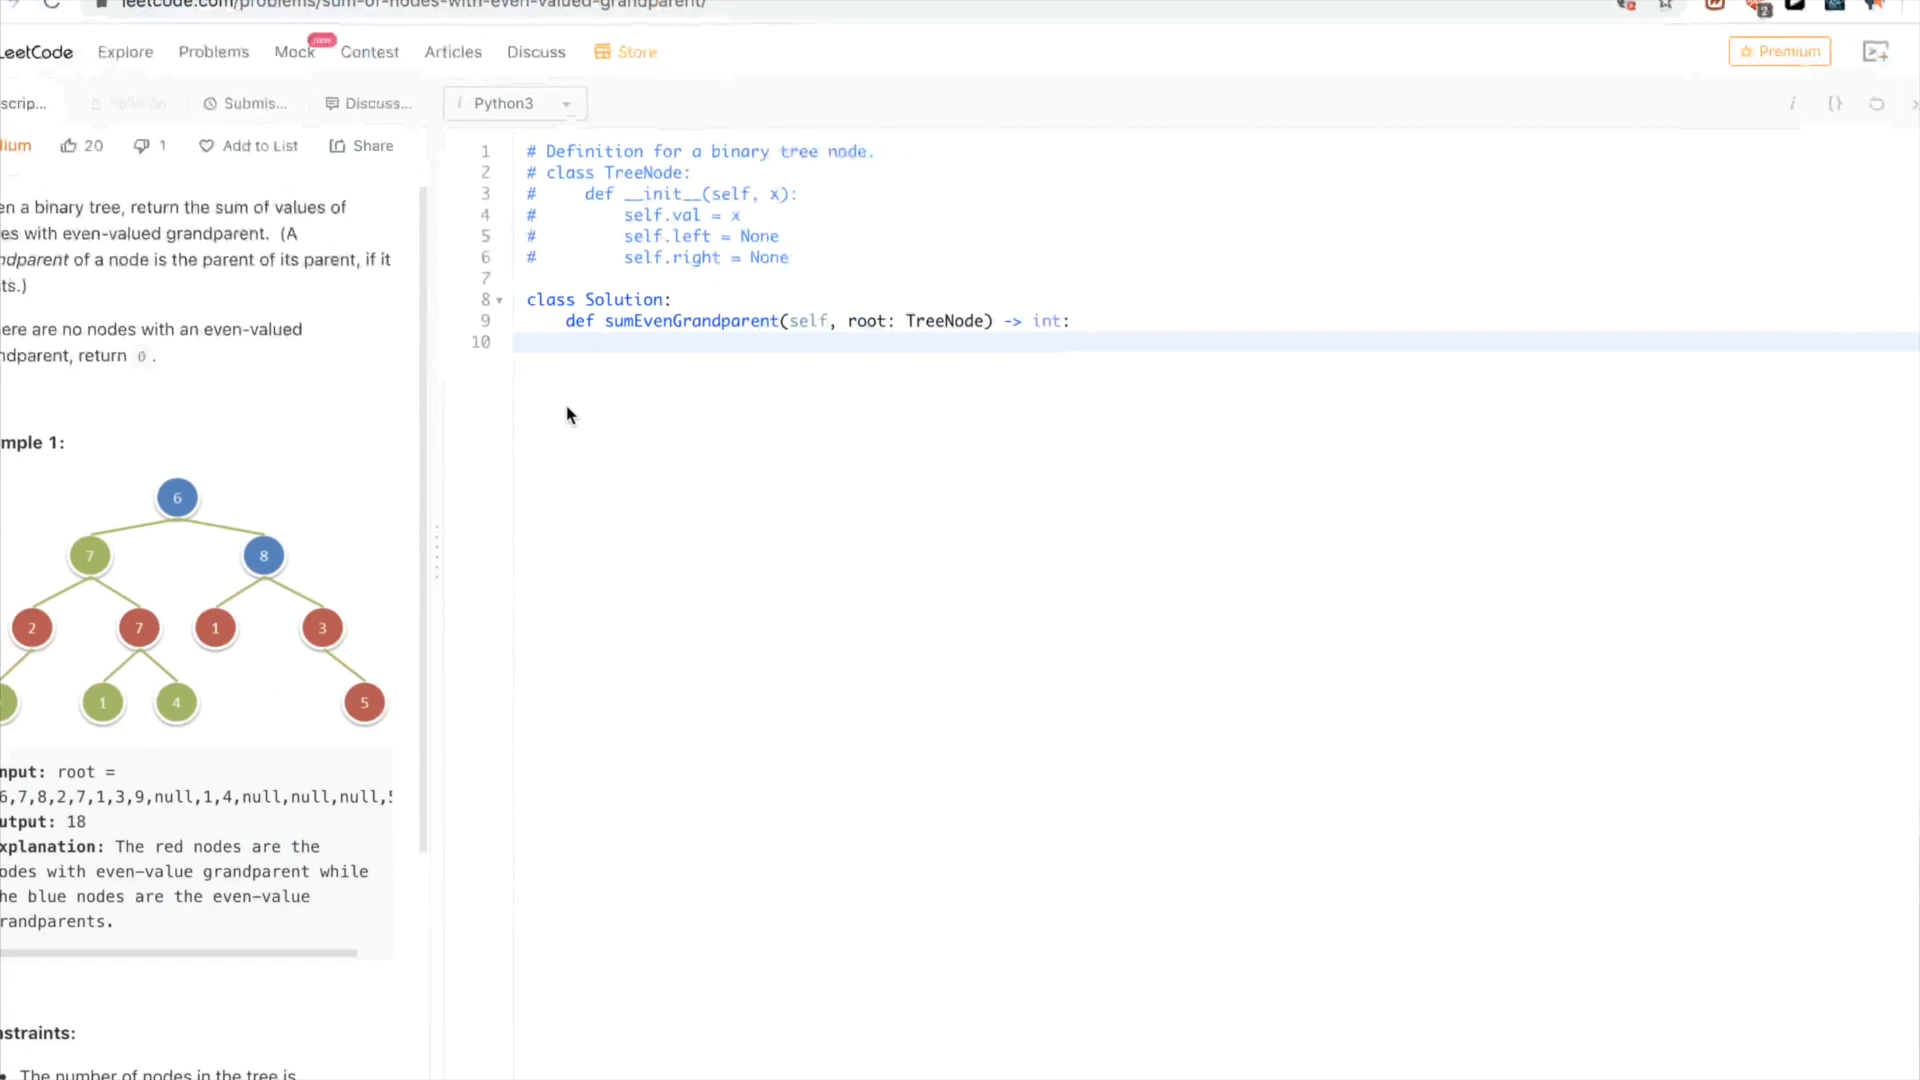 leetcode.com/problems/sum-of-nodes-with-even-valued-grandparent/
2
LeetCode Explore Problems Mock New Contest Articles Discuss Store Premium
scrip... Solution Submis... Discuss... i Python3 i {}
ium 20 1 Add to List Share
en a binary tree, return the sum of values of
es with even-valued grandparent. (A
ndparent of a node is the parent of its parent, if it
ts.)
ere are no nodes with an even-valued
ndparent, return 0 .
mple 1:
6
7 8
2 7 1 3
1 4 5
nput: root =
6,7,8,2,7,1,3,9,null,1,4,null,null,null,5
utput: 18
xplanation: The red nodes are the
odes with even-value grandparent while
he blue nodes are the even-value
randparents.
nstraints:
• The number of nodes in the tree is
1 # Definition for a binary tree node.
2 # class TreeNode:
3 #     def __init__(self, x):
4 #         self.val = x
5 #         self.left = None
6 #         self.right = None
7
8 class Solution:
9     def sumEvenGrandparent(self, root: TreeNode) -> int:
10